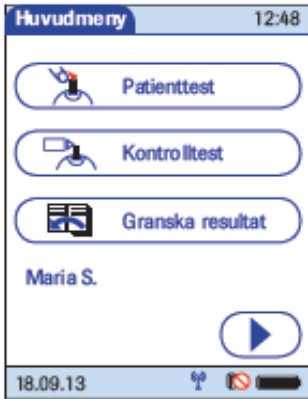 Huvudmeny 12:48
Patienttest
Kontrolltest
Granska resultat
Maria S.
18.09.13